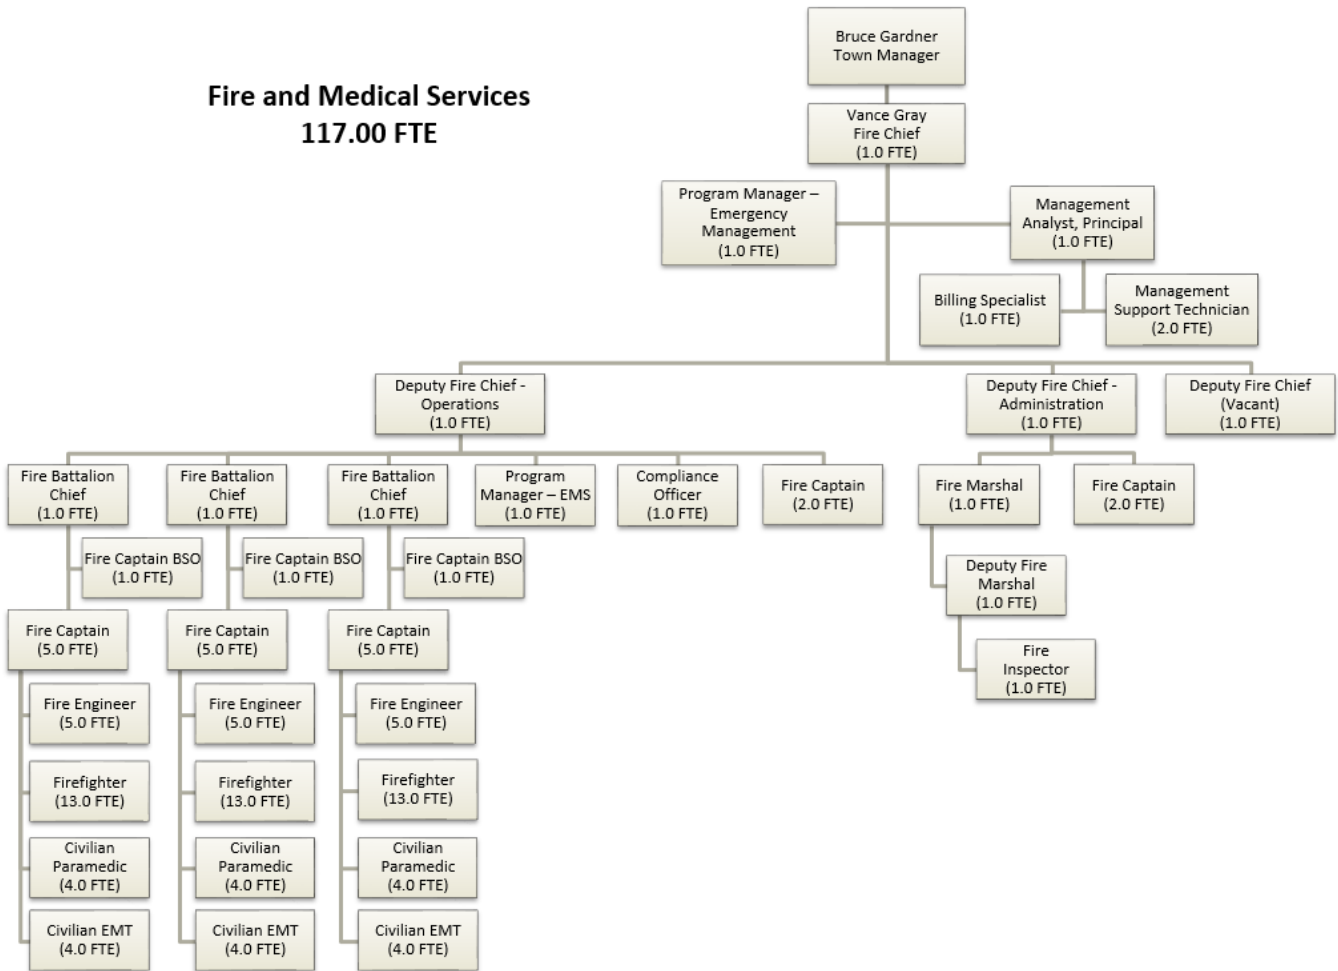 Fire and Medical Services
117.00 FTE
Bruce Gardner
Town Manager
Vance Gray
Fire Chief
(1.0 FTE)
Program Manager –
Emergency
Management
(1.0 FTE)
Management
Analyst, Principal
(1.0 FTE)
Billing Specialist
(1.0 FTE)
Management
Support Technician
(2.0 FTE)
Deputy Fire Chief -
Operations
(1.0 FTE)
Deputy Fire Chief -
Administration
(1.0 FTE)
Deputy Fire Chief
(Vacant)
(1.0 FTE)
Fire Battalion
Chief
(1.0 FTE)
Fire Battalion
Chief
(1.0 FTE)
Fire Battalion
Chief
(1.0 FTE)
Program
Manager – EMS
(1.0 FTE)
Compliance
Officer
(1.0 FTE)
Fire Captain
(2.0 FTE)
Fire Marshal
(1.0 FTE)
Fire Captain
(2.0 FTE)
Fire Captain BSO
(1.0 FTE)
Fire Captain BSO
(1.0 FTE)
Fire Captain BSO
(1.0 FTE)
Deputy Fire
Marshal
(1.0 FTE)
Fire Captain
(5.0 FTE)
Fire Captain
(5.0 FTE)
Fire Captain
(5.0 FTE)
Fire
Inspector
(1.0 FTE)
Fire Engineer
(5.0 FTE)
Fire Engineer
(5.0 FTE)
Fire Engineer
(5.0 FTE)
Firefighter
(13.0 FTE)
Firefighter
(13.0 FTE)
Firefighter
(13.0 FTE)
Civilian
Paramedic
(4.0 FTE)
Civilian
Paramedic
(4.0 FTE)
Civilian
Paramedic
(4.0 FTE)
Civilian EMT
(4.0 FTE)
Civilian EMT
(4.0 FTE)
Civilian EMT
(4.0 FTE)